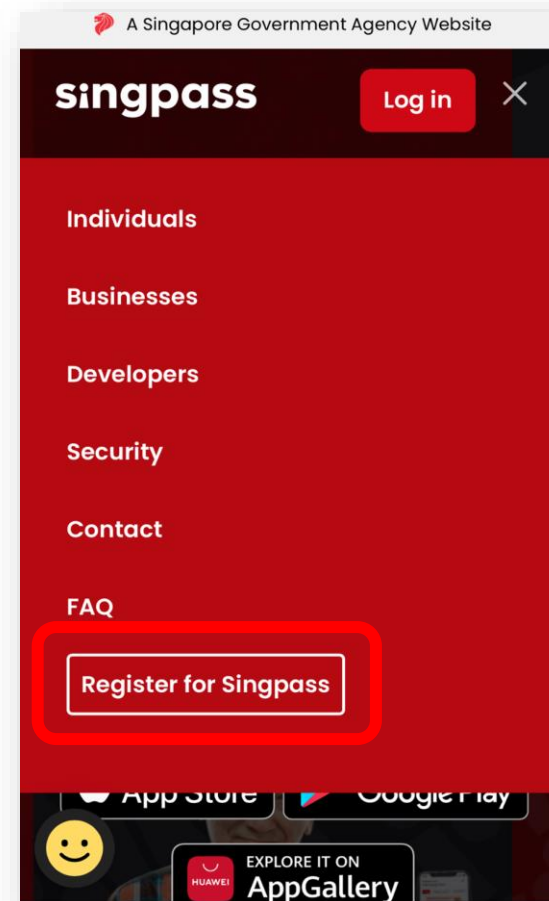 A Singapore Government Agency Website
singpass
Log in
Individuals
Businesses
Developers
Security
Contact
FAQ
Register for Singpass
App Store
Google Play
EXPLORE IT ON
HUAWEI
AppGallery